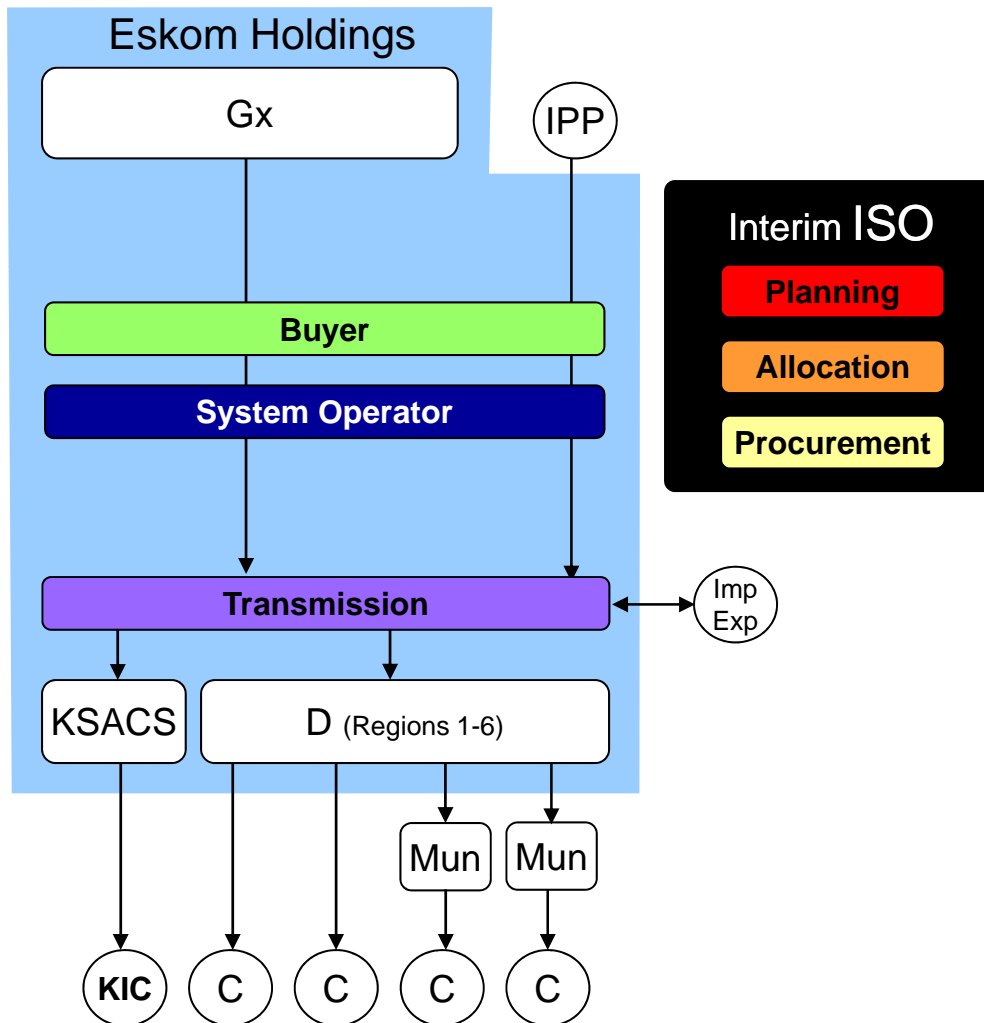 Eskom Holdings
Gx
IPP
Interim ISO
Planning
Allocation
Procurement
Buyer
System Operator
Transmission
Imp
Exp
KSACS
D (Regions 1-6)
Mun
Mun
KIC
C
C
C
C